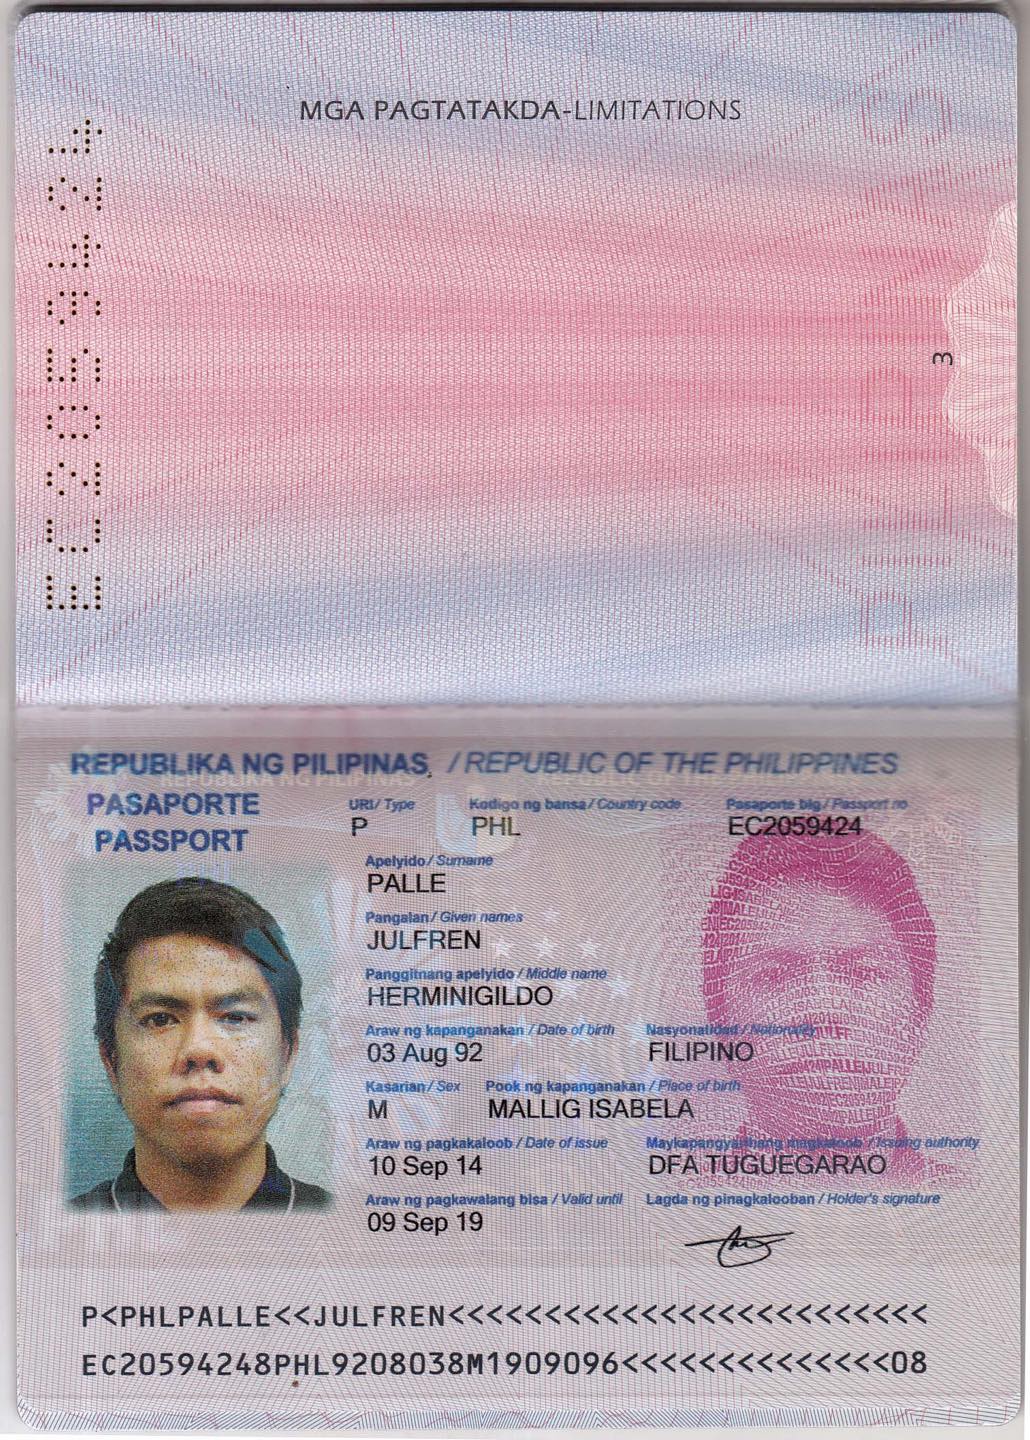 MGA PAGTATAKDA-LIMITATIONS
EC2059424
3
REPUBLIKA NG PILIPINAS / REPUBLIC OF THE PHILIPPINES
PASAPORTE
PASSPORT
URI/ Type Kodigo ng bansa / Country code Pasaporte blg / Passport no
P PHL EC2059424
Apelyido / Surname
PALLE
Pangalan / Given names
JULFREN
Panggitnang apelyido / Middle name
HERMINIGILDO
Araw ng kapanganakan / Date of birth Nasyonalidad / Nationality
03 Aug 92 FILIPINO
Kasarian / Sex Pook ng kapanganakan / Place of birth
M MALLIG ISABELA
Araw ng pagkakaloob / Date of issue Maykapangyarihang magkaloob / Issuing authority
10 Sep 14 DFA TUGUEGARAO
Araw ng pagkawalang bisa / Valid until Lagda ng pinagkalooban / Holder's signature
09 Sep 19
P<PHLPALLE<<JULFREN<<<<<<<<<<<<<<<<<<<<<<<<<
EC20594248PHL9208038M1909096<<<<<<<<<<<<<<08